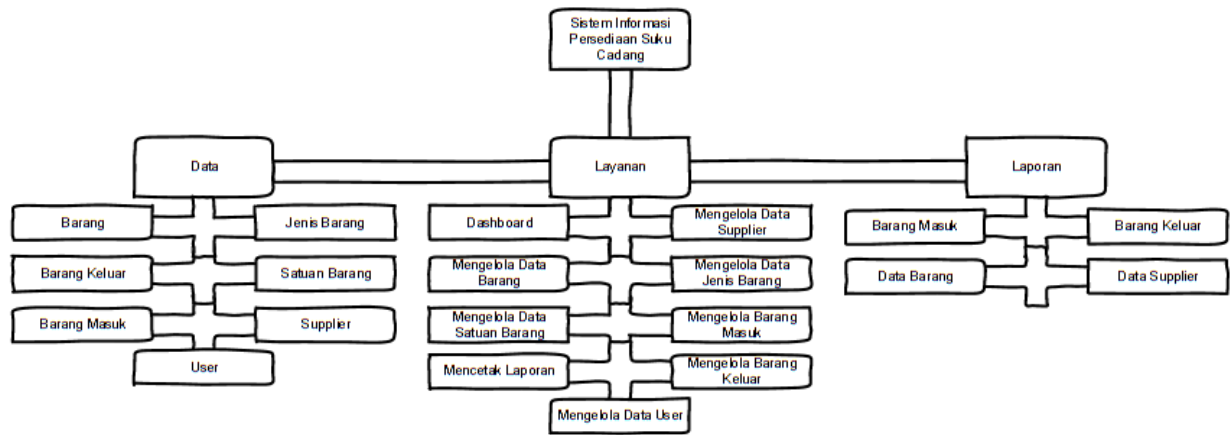 Sistem Informasi
Persediaan Suku
Cadang
Data
Layanan
Laporan
Barang
Jenis Barang
Barang Keluar
Satuan Barang
Barang Masuk
Supplier
User
Dashboard
Mengelola Data
Supplier
Mengelola Data
Barang
Mengelola Data
Jenis Barang
Mengelola Data
Satuan Barang
Mengelola Barang
Masuk
Mencetak Laporan
Mengelola Barang
Keluar
Mengelola Data User
Barang Masuk
Barang Keluar
Data Barang
Data Supplier